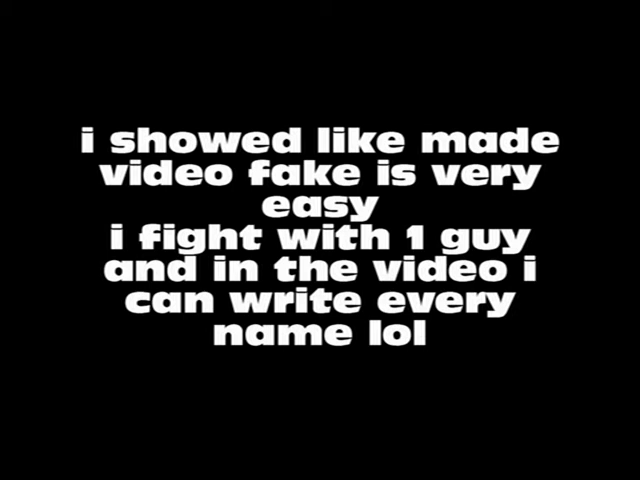 i showed like made
video fake is very
easy
i fight with 1 guy
and in the video i
can write every
name lol